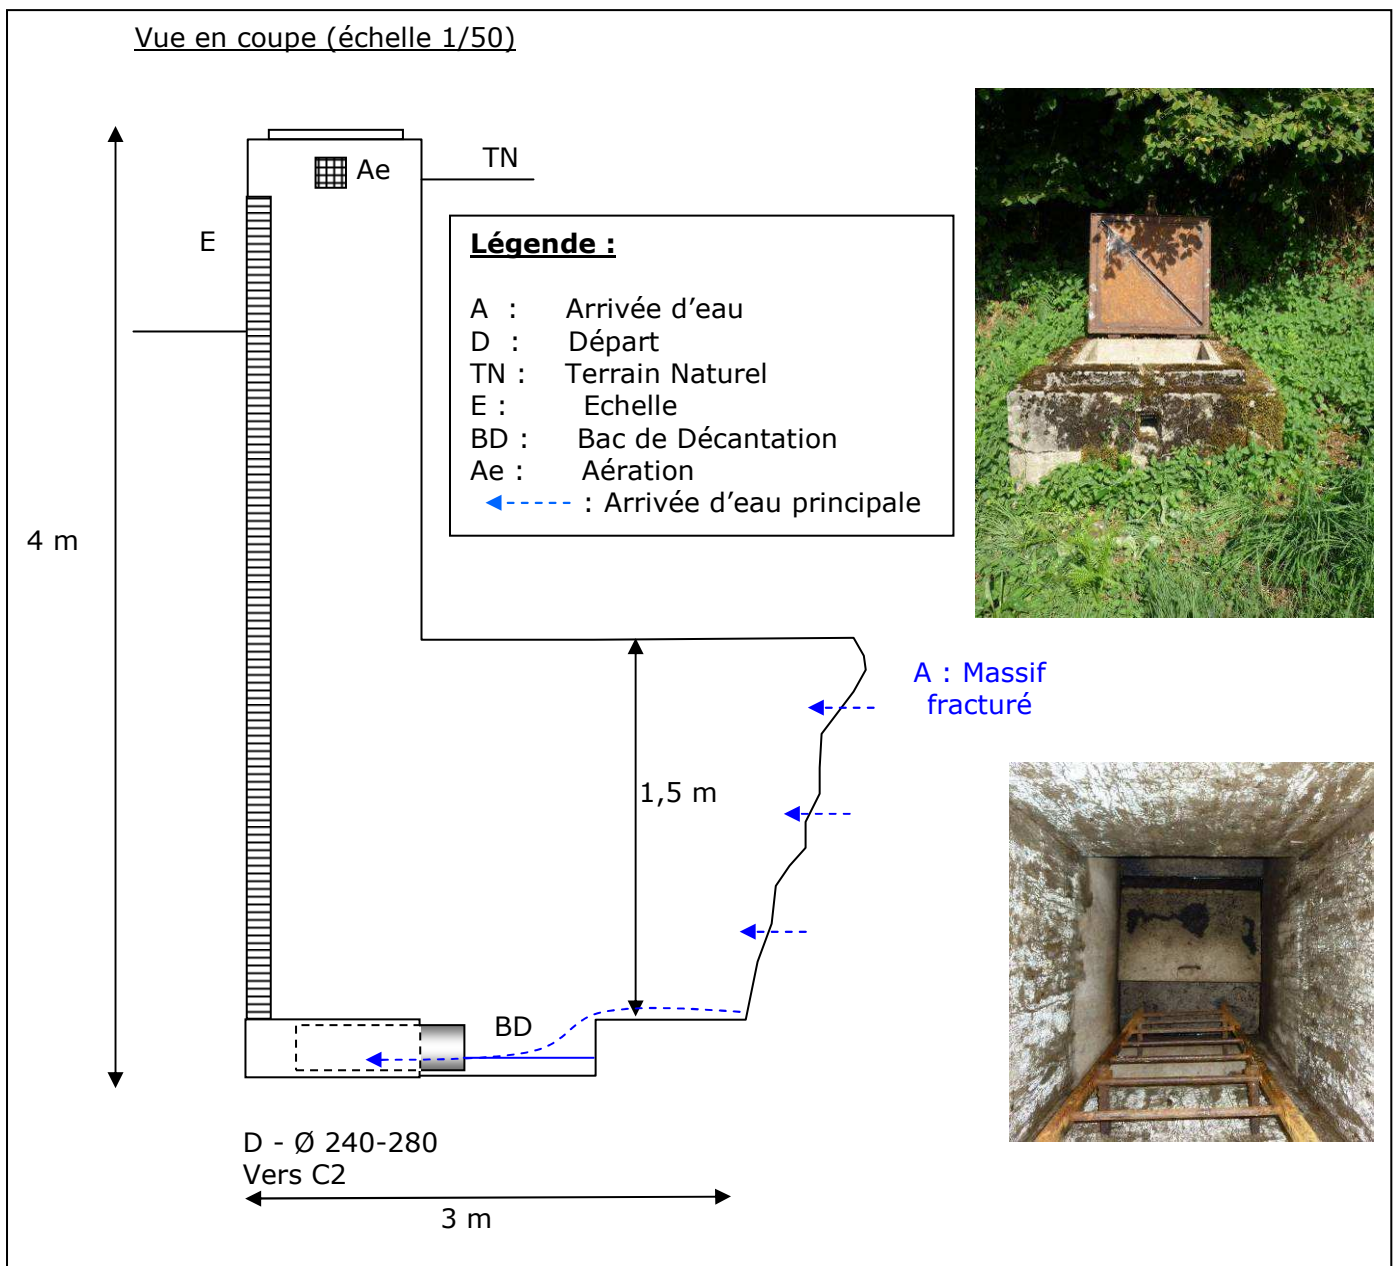 Vue en coupe (échelle 1/50)
Ae
TN
E
Légende :
A : Arrivée d’eau
D : Départ
TN : Terrain Naturel
E : Echelle
BD : Bac de Décantation
Ae : Aération
: Arrivée d’eau principale
4 m
A : Massif
fracturé
1,5 m
BD
D - Ø 240-280
Vers C2
3 m